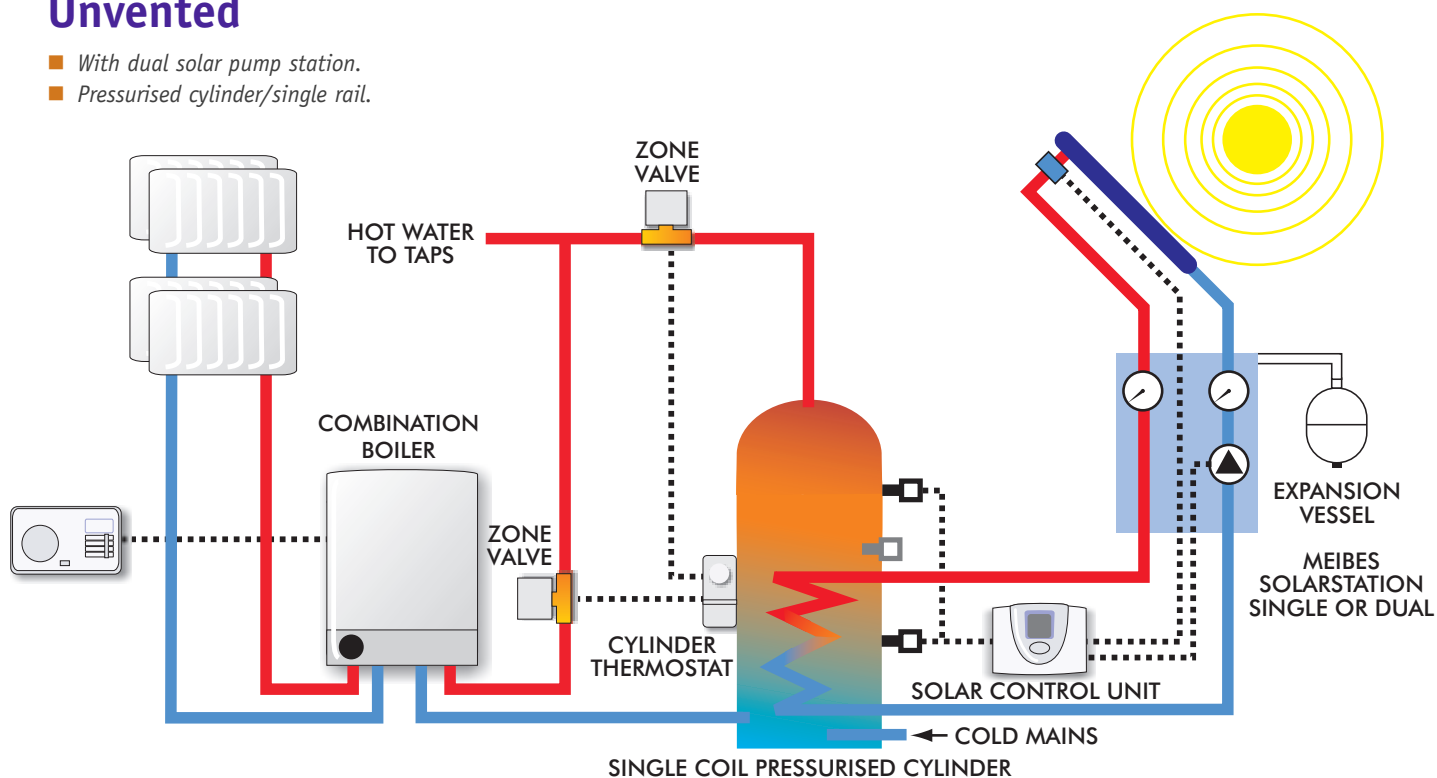 Unvented
With dual solar pump station.
Pressurised cylinder/single rail.
ZONE
VALVE
HOT WATER
TO TAPS
COMBINATION
BOILER
ZONE
VALVE
CYLINDER
THERMOSTAT
EXPANSION
VESSEL
MEIBES
SOLARSTATION
SINGLE OR DUAL
SOLAR CONTROL UNIT
COLD MAINS
SINGLE COIL PRESSURISED CYLINDER